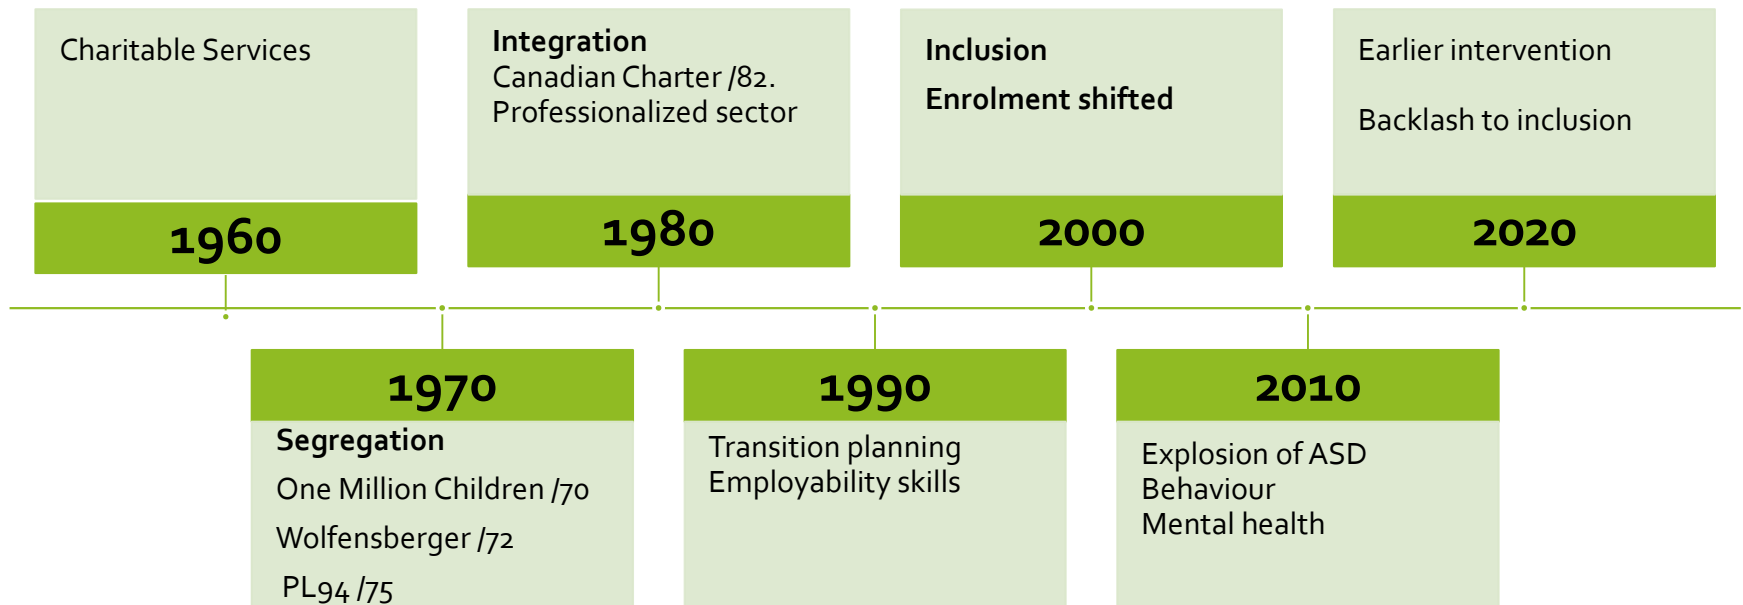 Charitable Services
1960
Segregation
One Million Children /70
Wolfensberger /72
PL94 /75
1970
Integration
Canadian Charter /82.
Professionalized sector
1980
Transition planning
Employability skills
1990
Inclusion
Enrolment shifted
2000
Explosion of ASD
Behaviour
Mental health
2010
Earlier intervention
Backlash to inclusion
2020